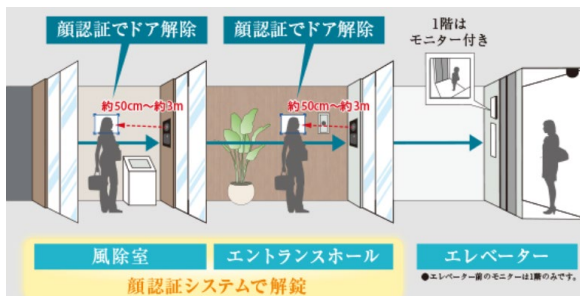 顔認証でドア解除
顔認証でドア解除
1階は
モニター付き
約50cm〜約3m
約50cm〜約3m
風除室
エントランスホール
エレベーター
●エレベーター前のモニターは1階のみです。
顔認証システムで解錠